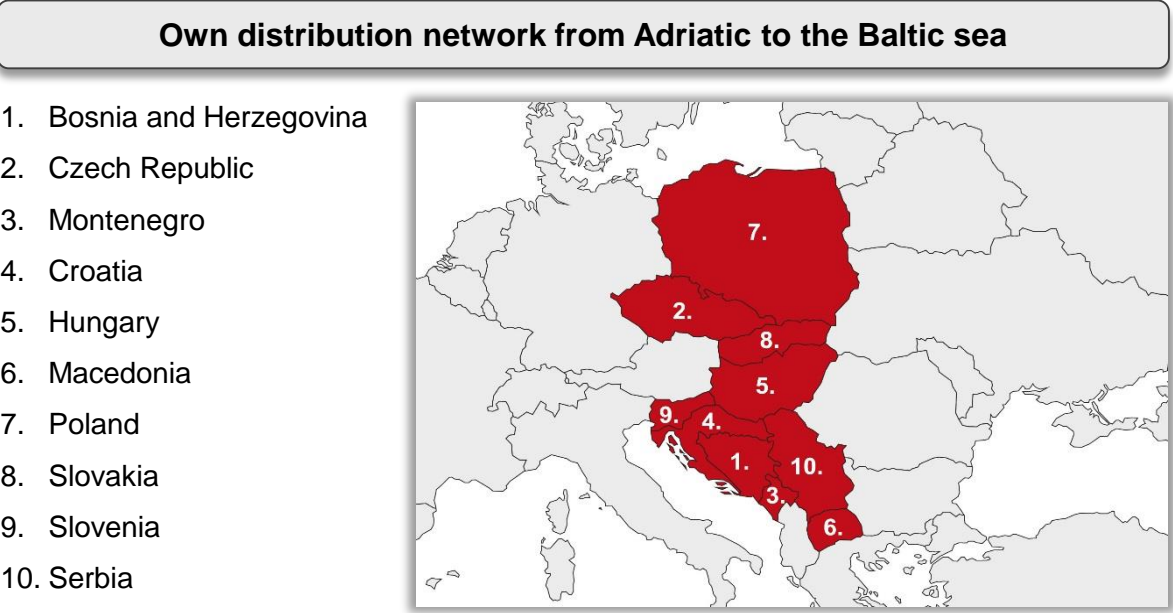 Own distribution network from Adriatic to the Baltic sea
1. Bosnia and Herzegovina
2. Czech Republic
3. Montenegro
4. Croatia
5. Hungary
6. Macedonia
7. Poland
8. Slovakia
9. Slovenia
10. Serbia
7.
2.
8.
5.
9.
4.
1.
10.
3.
6.